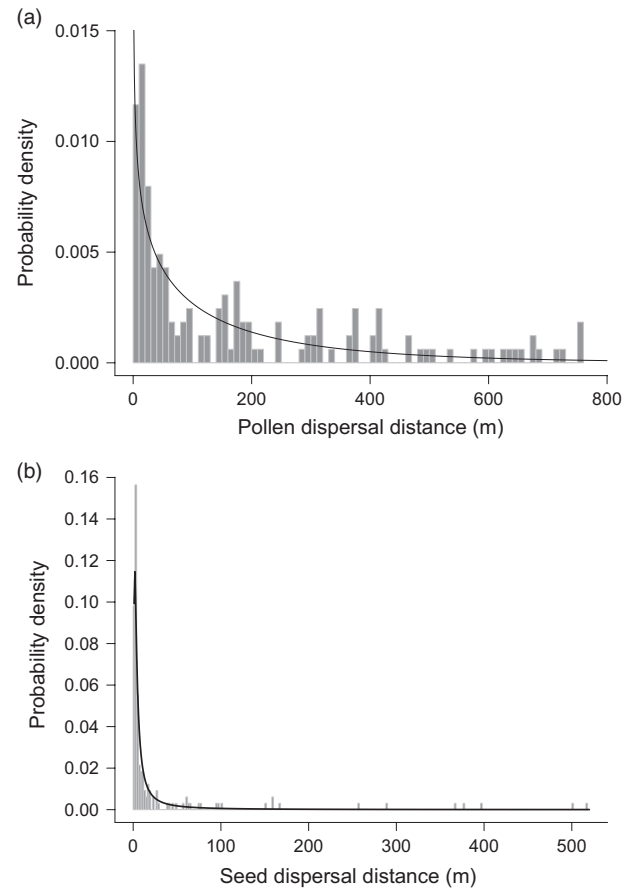 (a)
0.015
0.010
0.005
0.000
Probability density
0 200 400 600 800
Pollen dispersal distance (m)
(b)
0.16
0.14
0.12
0.10
0.08
0.06
0.04
0.02
0.00
Probability density
0 100 200 300 400 500
Seed dispersal distance (m)